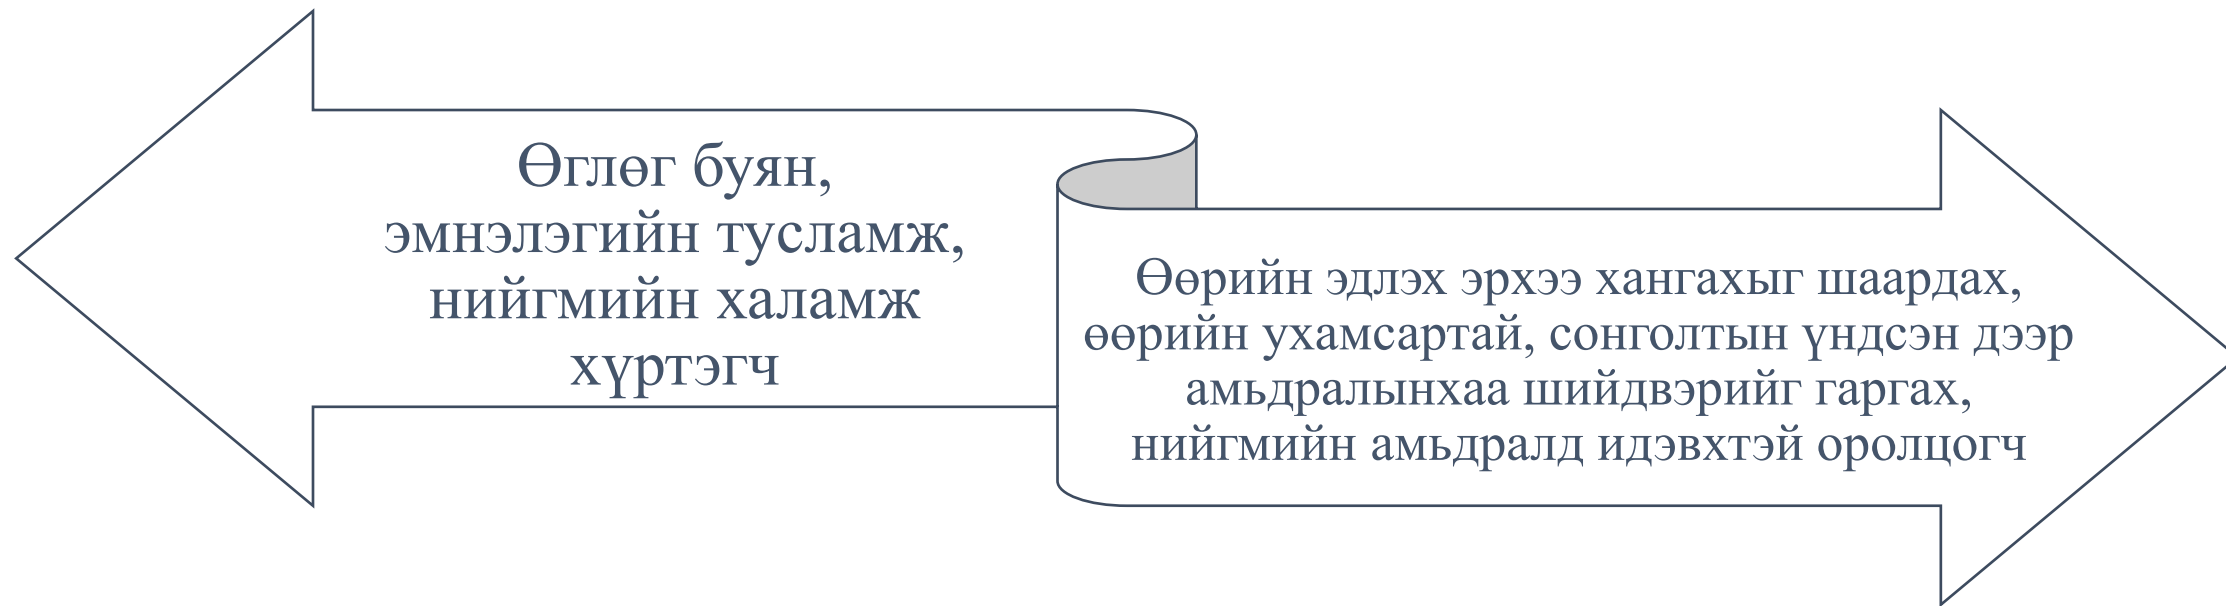 Өглөг буян,
эмнэлэгийн тусламж,
нийгмийн халамж
хүртэгч
Өөрийн эдлэх эрхээ хангахыг шаардах,
өөрийн ухамсартай, сонголтын үндсэн дээр
амьдралынхаа шийдвэрийг гаргах,
нийгмийн амьдралд идэвхтэй оролцогч